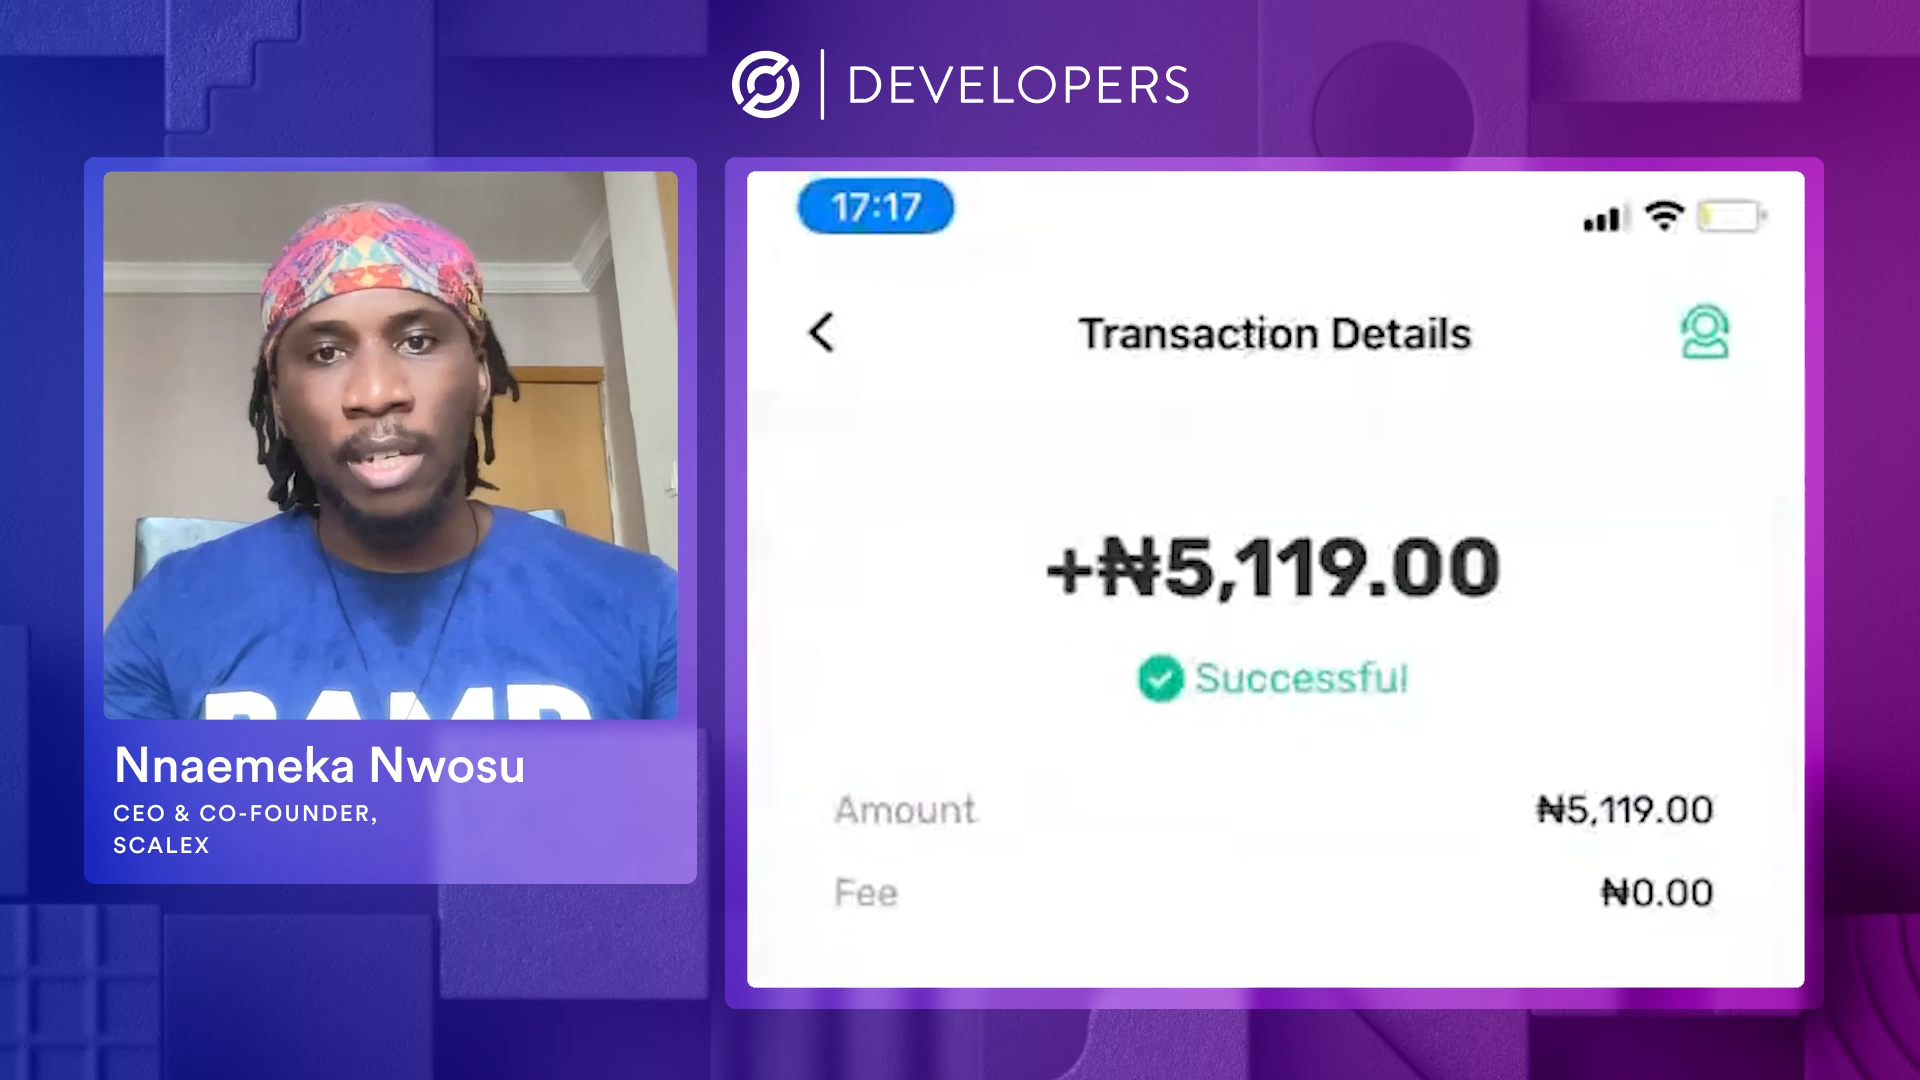 DEVELOPERS
Nnaemeka Nwosu
CEO & CO-FOUNDER,
SCALEX
17:17
Transaction Details
+₦5,119.00
Successful
Amount ₦5,119.00
Fee ₦0.00